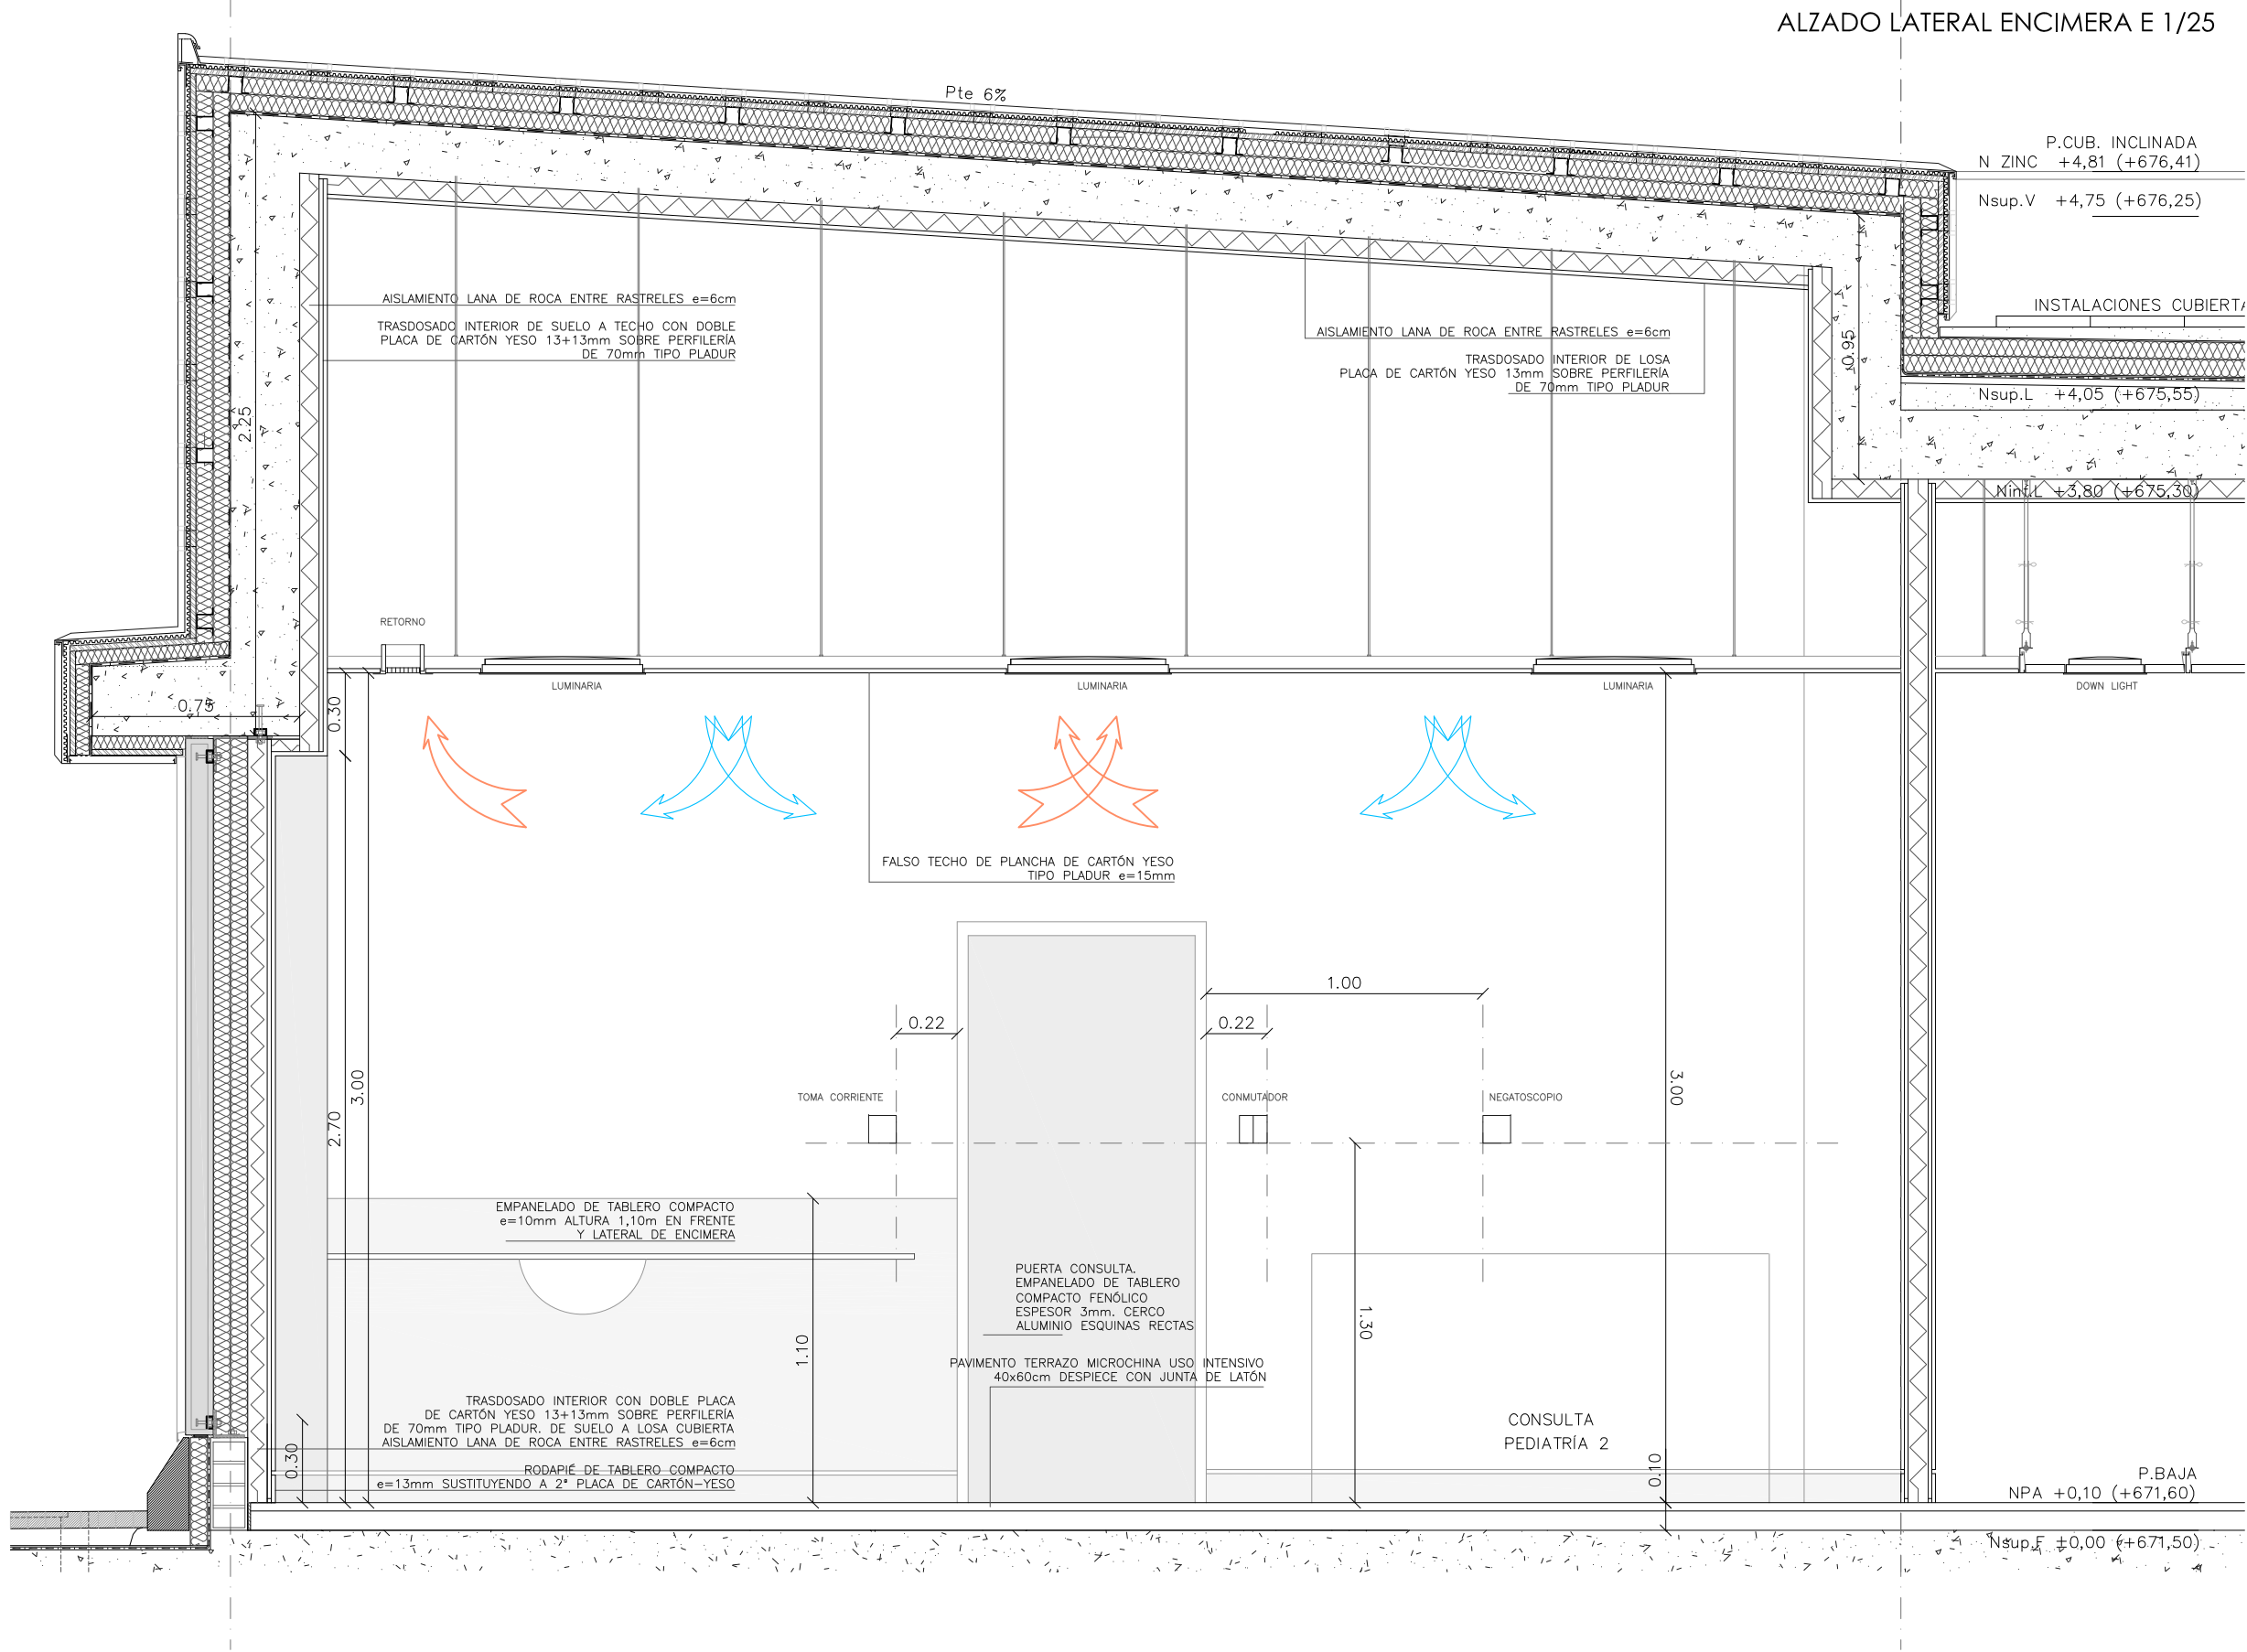 ALZADO LATERAL ENCIMERA E 1/25
Pte 6%
P.CUB. INCLINADA
N ZINC +4,81 (+676,41)
Nsup.V +4,75 (+676,25)
INSTALACIONES CUBIERTA
AISLAMIENTO LANA DE ROCA ENTRE RASTRELES e=6cm
TRASDOSADO INTERIOR DE SUELO A TECHO CON DOBLE
PLACA DE CARTÓN YESO 13+13mm SOBRE PERFILERÍA
DE 70mm TIPO PLADUR
AISLAMIENTO LANA DE ROCA ENTRE RASTRELES e=6cm
TRASDOSADO INTERIOR DE LOSA
PLACA DE CARTÓN YESO 13mm SOBRE PERFILERÍA
DE 70mm TIPO PLADUR
0.95
Nsup.L +4,05 (+675,55)
2.25
Ninf.L +3,80 (+675,30)
RETORNO
LUMINARIA
LUMINARIA
LUMINARIA
DOWN LIGHT
0.75
0.30
FALSO TECHO DE PLANCHA DE CARTÓN YESO
TIPO PLADUR e=15mm
1.00
0.22
0.22
3.00
3.00
2.70
TOMA CORRIENTE
CONMUTADOR
NEGATOSCOPIO
EMPANELADO DE TABLERO COMPACTO
e=10mm ALTURA 1,10m EN FRENTE
Y LATERAL DE ENCIMERA
PUERTA CONSULTA.
EMPANELADO DE TABLERO
COMPACTO FENÓLICO
ESPESOR 3mm. CERCO
ALUMINIO ESQUINAS RECTAS
1.30
1.10
PAVIMENTO TERRAZO MICROCHINA USO INTENSIVO
40x60cm DESPIECE CON JUNTA DE LATÓN
TRASDOSADO INTERIOR CON DOBLE PLACA
DE CARTÓN YESO 13+13mm SOBRE PERFILERÍA
DE 70mm TIPO PLADUR. DE SUELO A LOSA CUBIERTA
AISLAMIENTO LANA DE ROCA ENTRE RASTRELES e=6cm
CONSULTA
PEDIATRÍA 2
0.30
0.10
RODAPIÉ DE TABLERO COMPACTO
e=13mm SUSTITUYENDO A 2ª PLACA DE CARTÓN-YESO
P.BAJA
NPA +0,10 (+671,60)
Nsup.F +0,00 (+671,50)